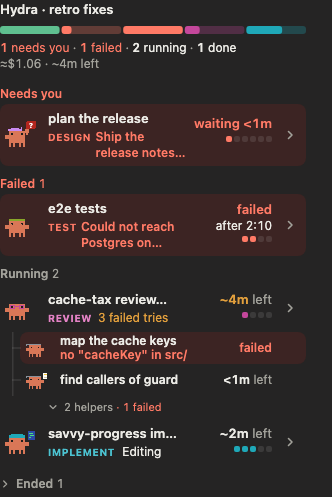 Hydra · retro fixes
1 needs you · 1 failed · 2 running · 1 done
≈$1.06 · ~4m left
Needs you
plan the release
waiting <1m
DESIGN Ship the
release notes...
?
Failed 1
e2e tests
failed
TEST Could not reach
after 2:10
Postgres on...
Running 2
cache-tax review...
~4m left
REVIEW 3 failed tries
map the cache keys
no "cacheKey" in src/
failed
find callers of guard
<1m left
2 helpers · 1 failed
savvy-progress im...
~2m left
IMPLEMENT Editing
Ended 1